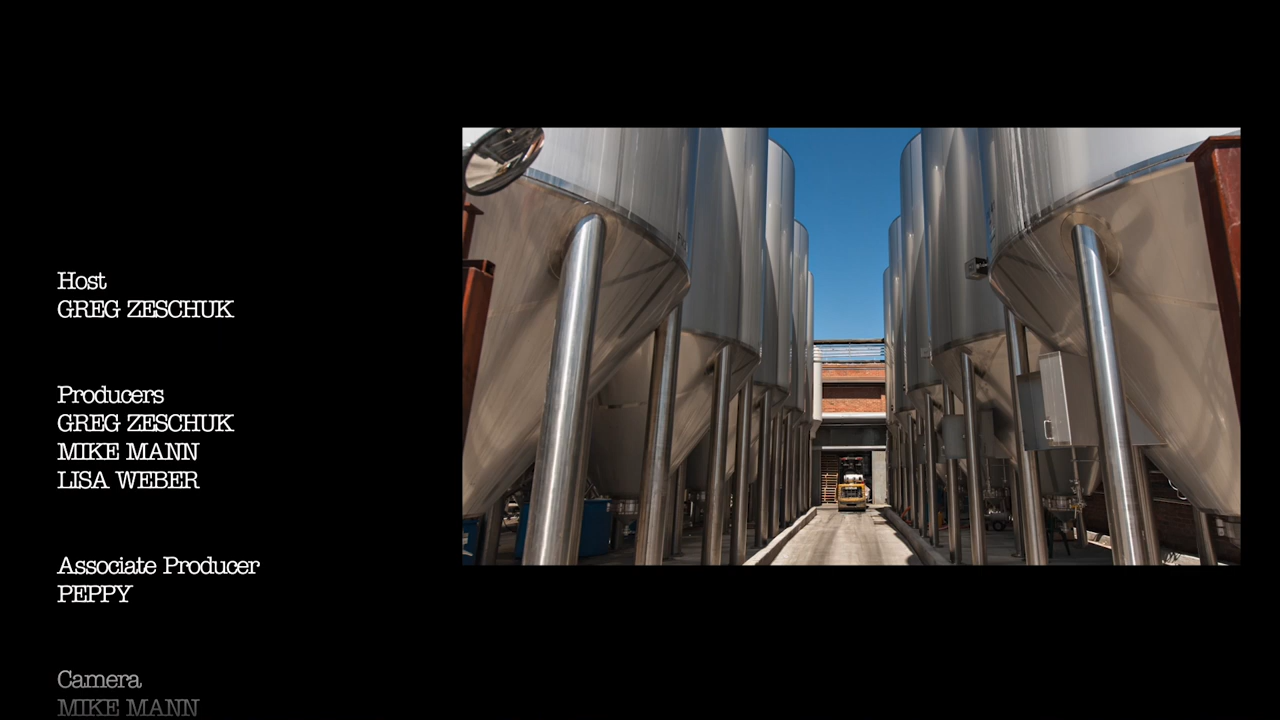 Host
GREG ZESCHUK
Producers
GREG ZESCHUK
MIKE MANN
LISA WEBER
Associate Producer
PEPPY
Camera
MIKE MANN